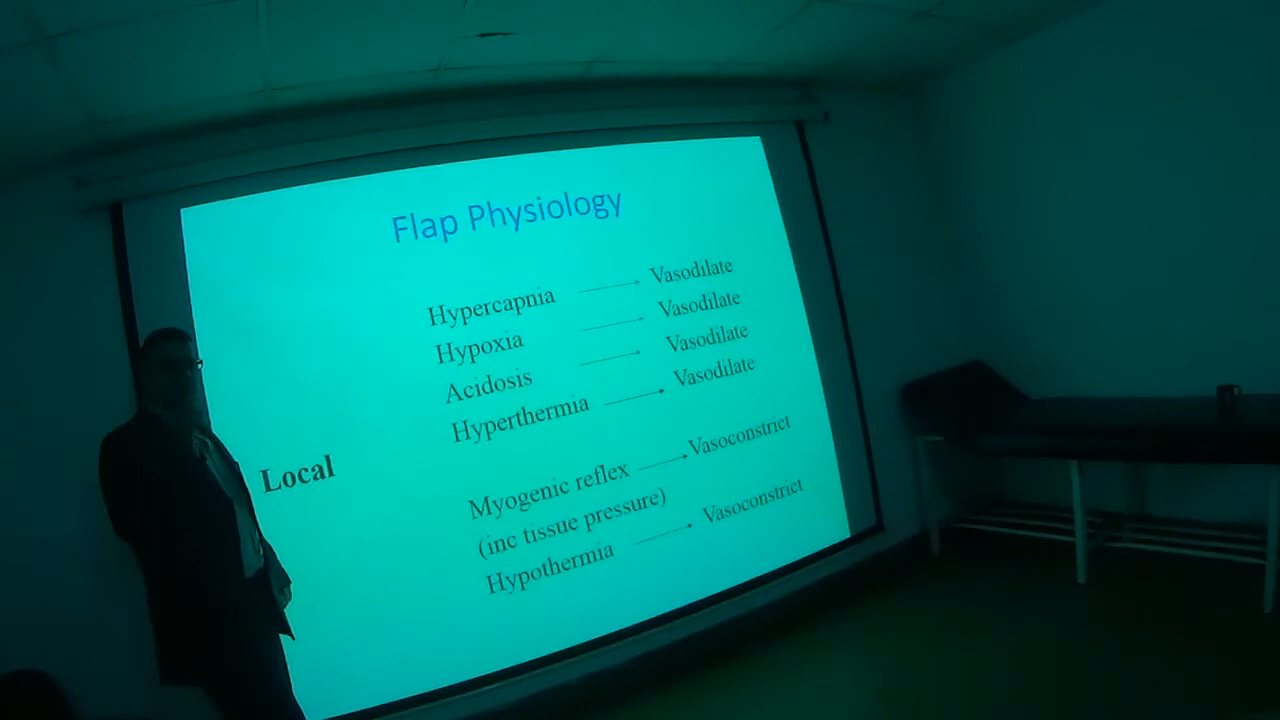 Flap Physiology
Hypercapnia → Vasodilate
Hypoxia → Vasodilate
Acidosis → Vasodilate
Hyperthermia → Vasodilate
Local
Myogenic reflex → Vasoconstrict
(inc tissue pressure)
Hypothermia → Vasoconstrict